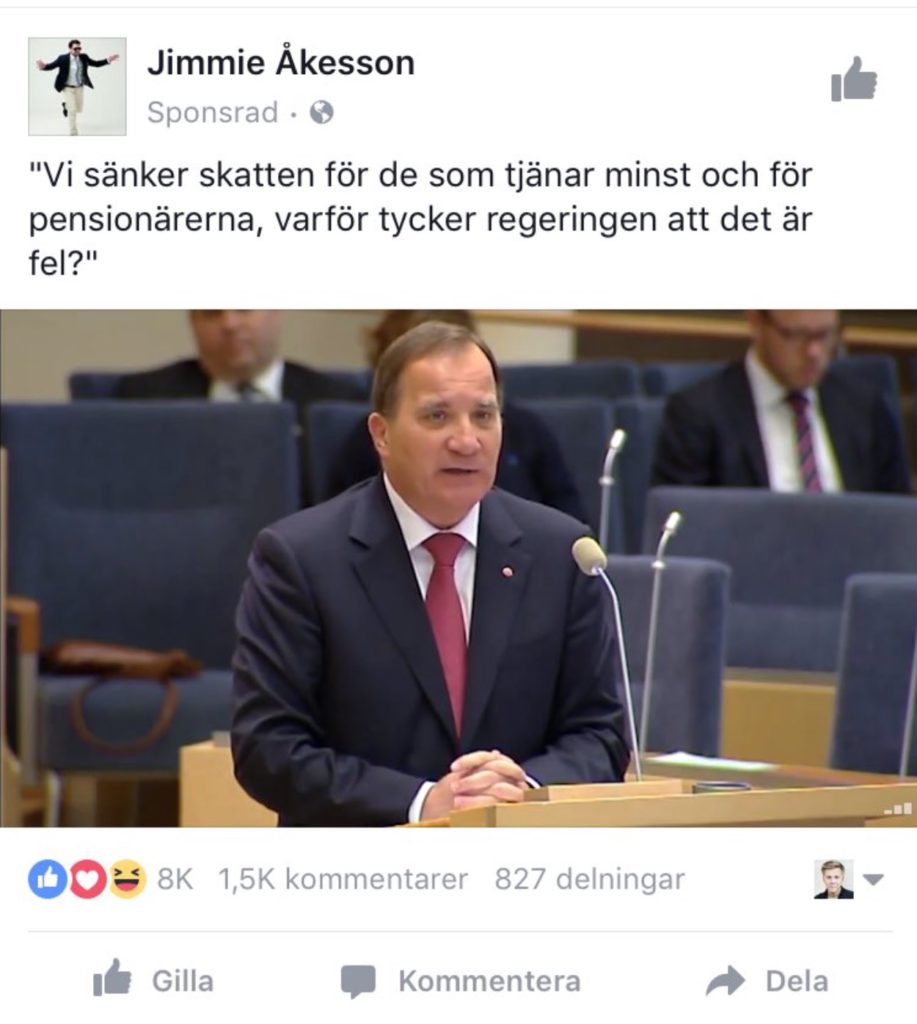 Jimmie Åkesson
Sponsrad ·
"Vi sänker skatten för de som tjänar minst och för
pensionärerna, varför tycker regeringen att det är
fel?"
8K 1,5K kommentarer 827 delningar
Gilla Kommentera Dela